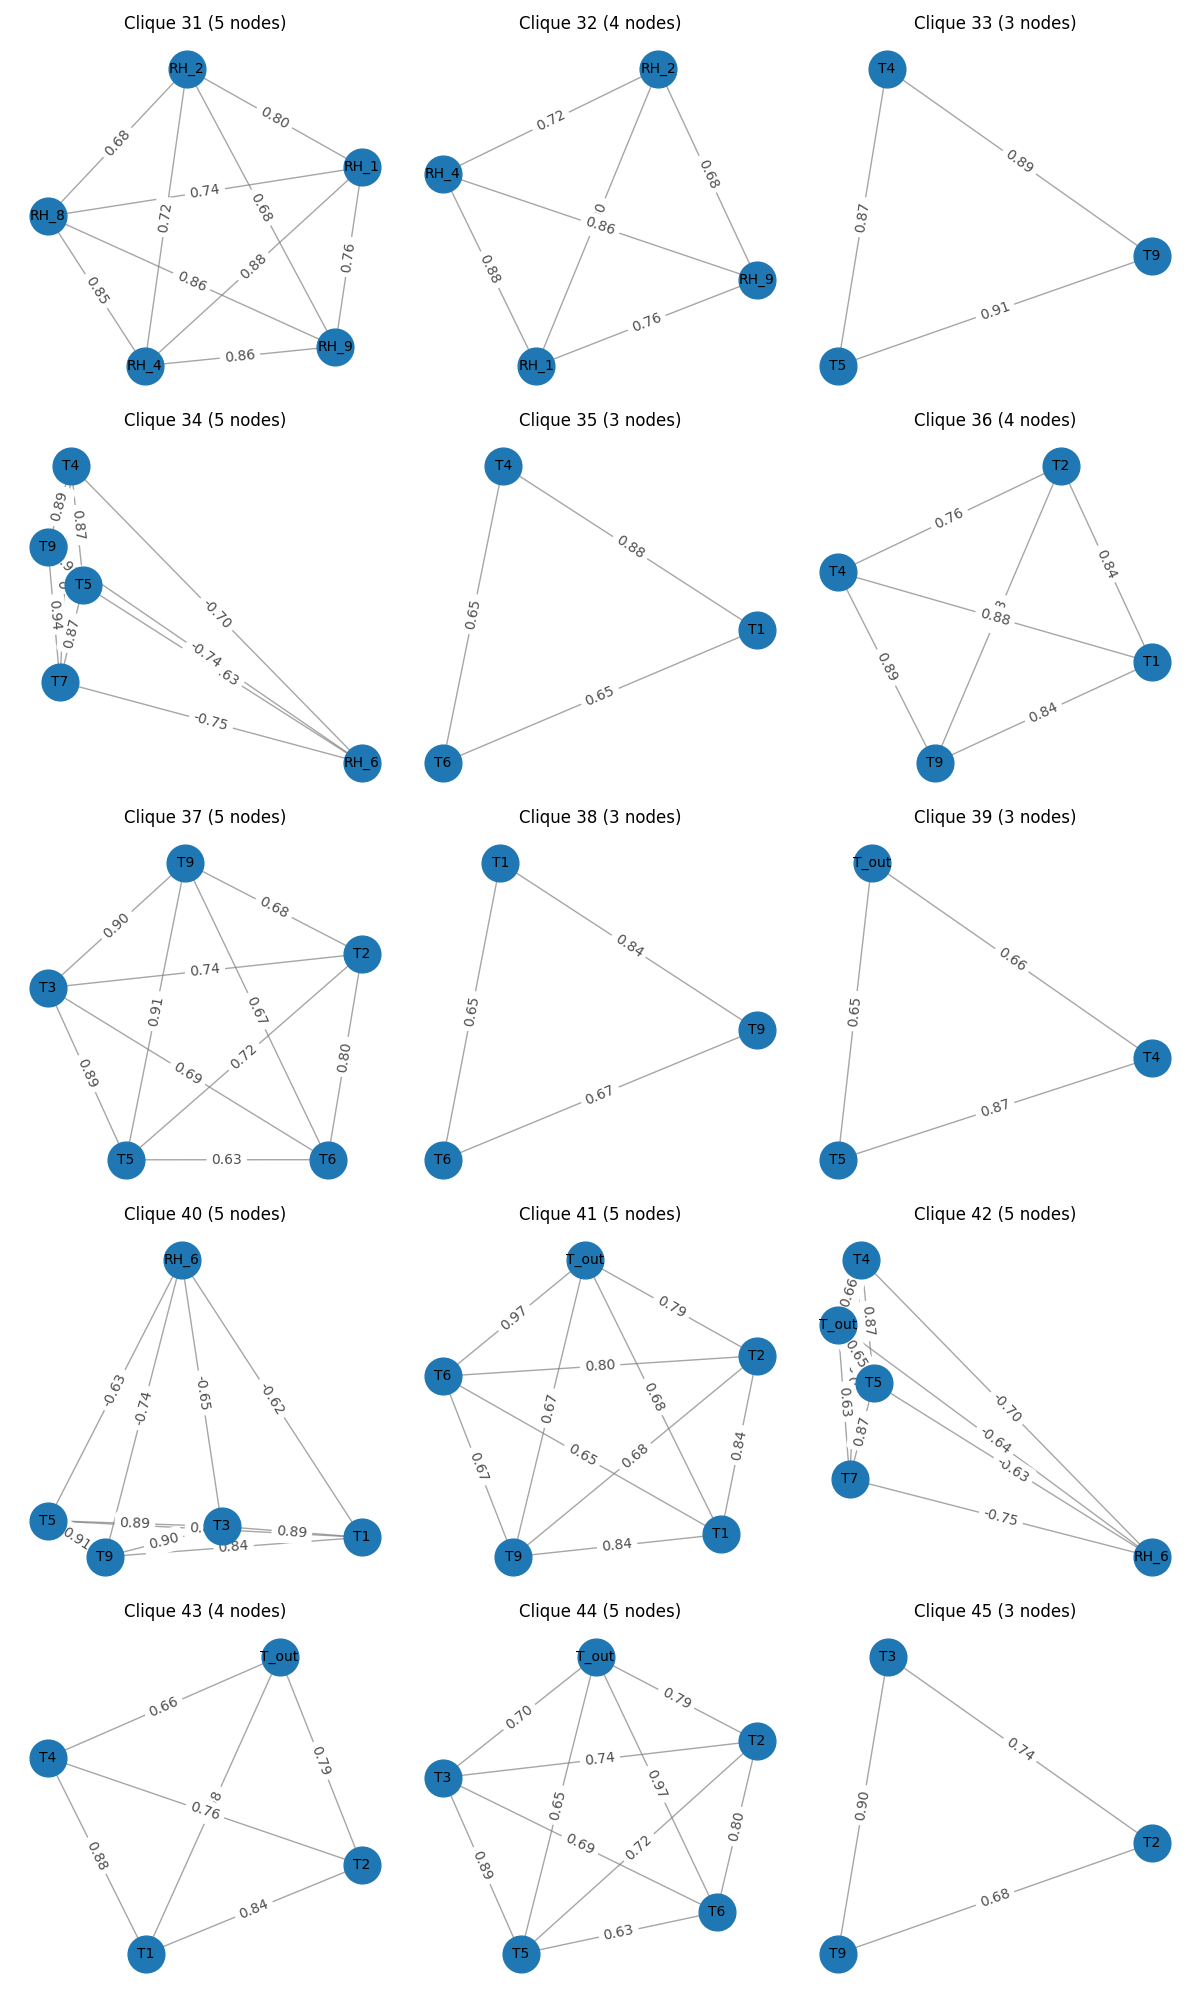 Clique 31 (5 nodes)
RH_2
0.80
0.68
RH_1
0.74
0.72
0.68
RH_8
0.76
0.88
0.86
0.85
RH_9
0.86
RH_4
Clique 32 (4 nodes)
RH_2
0.72
0.68
RH_4
0.86
0.88
RH_9
0.76
RH_1
Clique 33 (3 nodes)
T4
0.89
0.87
T9
0.91
T5
Clique 34 (5 nodes)
T4
0.89
0.87
T9
T5
0.94
0.87
-0.70
-0.74
.63
T7
-0.75
RH_6
Clique 35 (3 nodes)
T4
0.88
0.65
T1
0.65
T6
Clique 36 (4 nodes)
T2
0.76
0.84
T4
0.88
0.89
T1
0.84
T9
Clique 37 (5 nodes)
T9
0.68
0.90
T2
0.74
T3
0.91
0.67
0.72
0.80
0.69
0.89
T5
0.63
T6
Clique 38 (3 nodes)
T1
0.84
0.65
T9
0.67
T6
Clique 39 (3 nodes)
T_out
0.66
0.65
T4
0.87
T5
Clique 40 (5 nodes)
RH_6
-0.63
-0.74
-0.65
-0.62
T5
0.89
T3
0.89
T1
0.91
0.90
0.84
T9
Clique 41 (5 nodes)
T_out
0.97
0.79
T2
0.80
T6
0.67
0.68
0.84
0.65
0.68
0.67
T1
0.84
T9
Clique 42 (5 nodes)
T4
0.66
0.87
T_out
0.65
T5
0.63
0.87
-0.70
-0.64
-0.63
T7
-0.75
RH_6
Clique 43 (4 nodes)
T_out
0.66
0.79
T4
0.76
0.88
T2
0.84
T1
Clique 44 (5 nodes)
T_out
0.70
0.79
T2
0.74
T3
0.65
0.97
0.80
0.69
0.72
0.89
T6
0.63
T5
Clique 45 (3 nodes)
T3
0.74
0.90
T2
0.68
T9